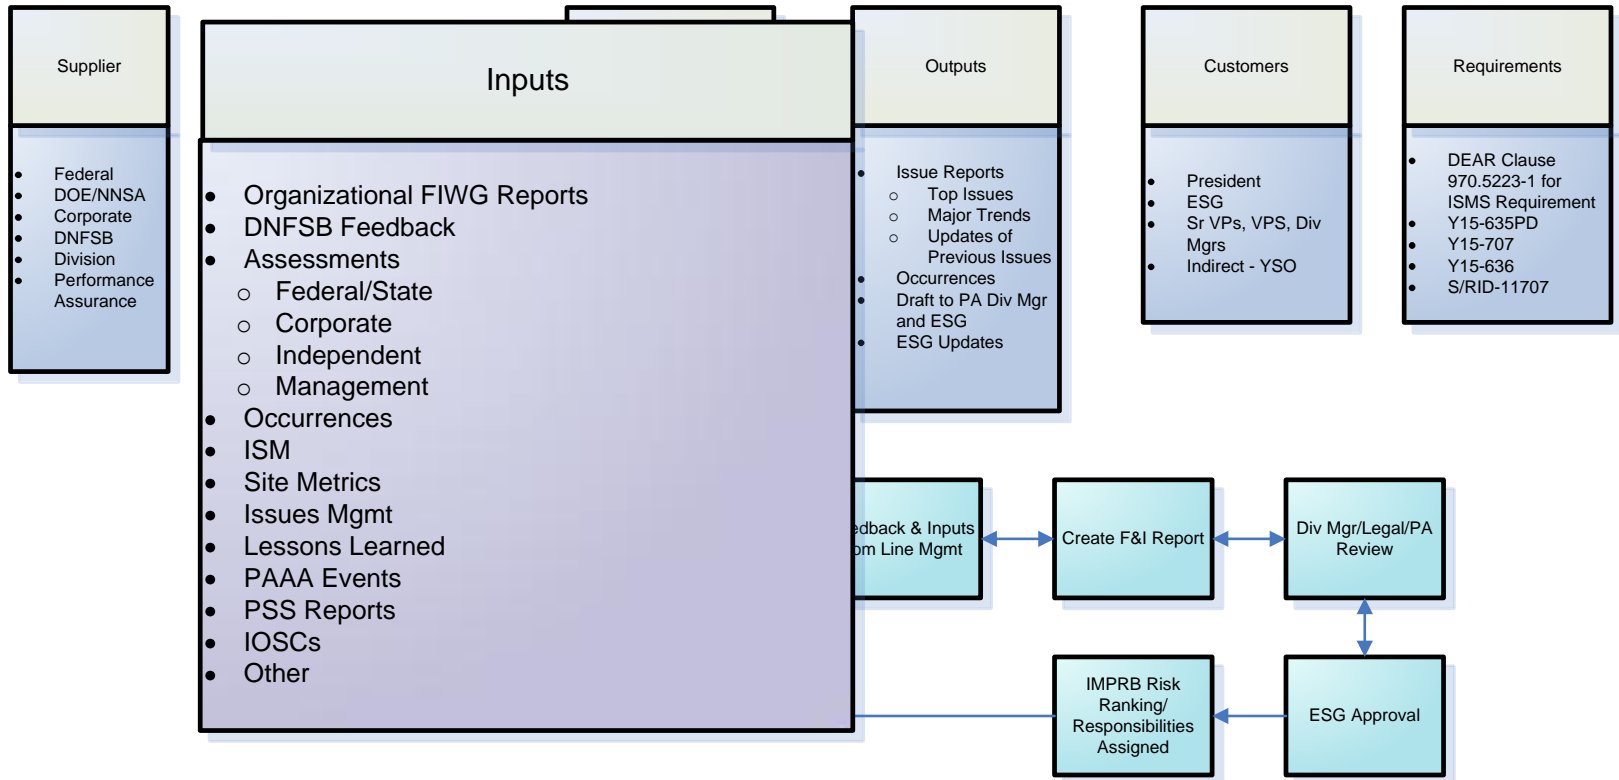 Supplier
Federal
DOE/NNSA
Corporate
DNFSB
Division
Performance
Assurance
Inputs
Organizational FIWG Reports
DNFSB Feedback
Assessments
Federal/State
Corporate
Independent
Management
Occurrences
ISM
Site Metrics
Issues Mgmt
Lessons Learned
PAAA Events
PSS Reports
IOSCs
Other
Outputs
Issue Reports
Top Issues
Major Trends
Updates of
Previous Issues
Occurrences
Draft to PA Div Mgr
and ESG
ESG Updates
Customers
President
ESG
Sr VPs, VPS, Div
Mgrs
Indirect - YSO
Requirements
DEAR Clause
970.5223-1 for
ISMS Requirement
Y15-635PD
Y15-707
Y15-636
S/RID-11707
& Inputs
Line Mgmt
Create F&I Report
Div Mgr/Legal/PA
Review
IMPRB Risk
Ranking/
Responsibilities
Assigned
ESG Approval